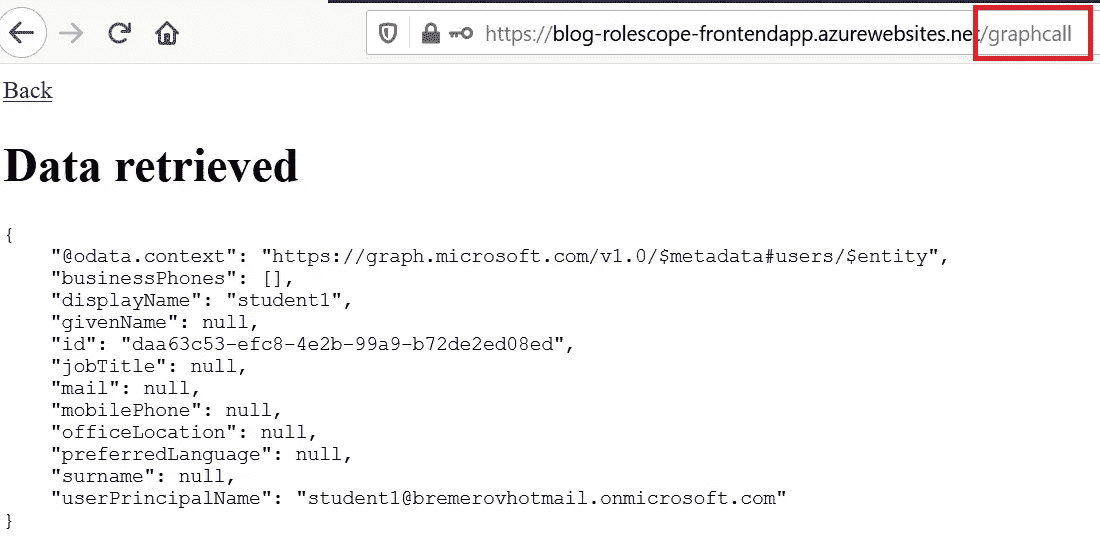 https://blog-rolescope-frontendapp.azurewebsites.net/graphcall
Back
Data retrieved
{
    "@odata.context": "https://graph.microsoft.com/v1.0/$metadata#users/$entity",
    "businessPhones": [],
    "displayName": "student1",
    "givenName": null,
    "id": "daa63c53-efc8-4e2b-99a9-b72de2ed08ed",
    "jobTitle": null,
    "mail": null,
    "mobilePhone": null,
    "officeLocation": null,
    "preferredLanguage": null,
    "surname": null,
    "userPrincipalName": "student1@bremerovhotmail.onmicrosoft.com"
}